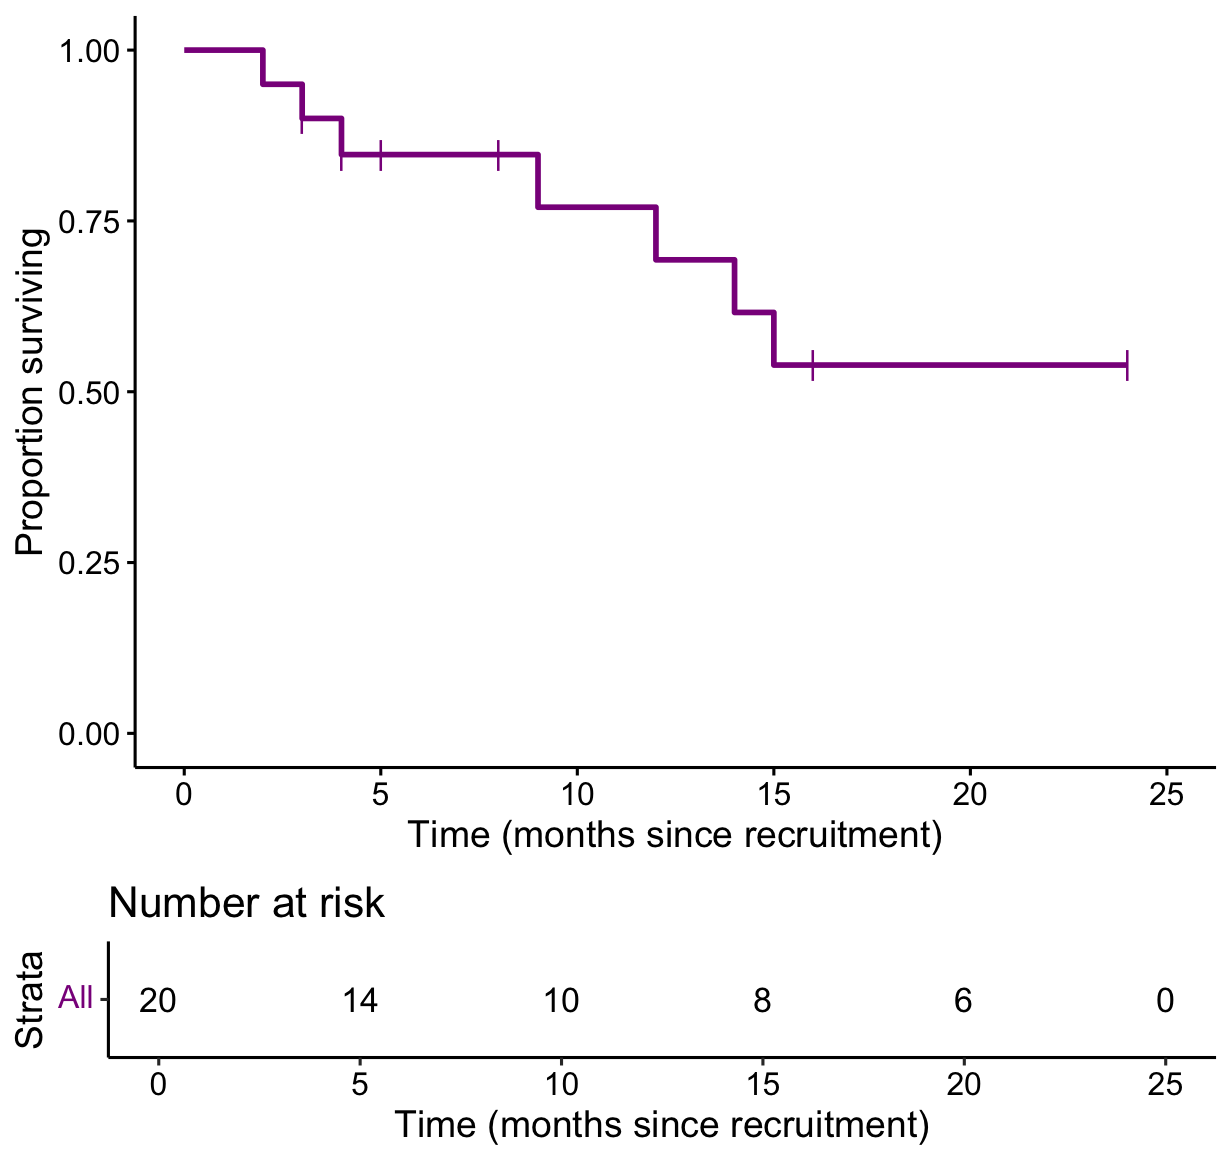 Proportion surviving
1.00
0.75
0.50
0.25
0.00
0 5 10 15 20 25
Time (months since recruitment)
Number at risk
Strata
All 20 14 10 8 6 0
0 5 10 15 20 25
Time (months since recruitment)